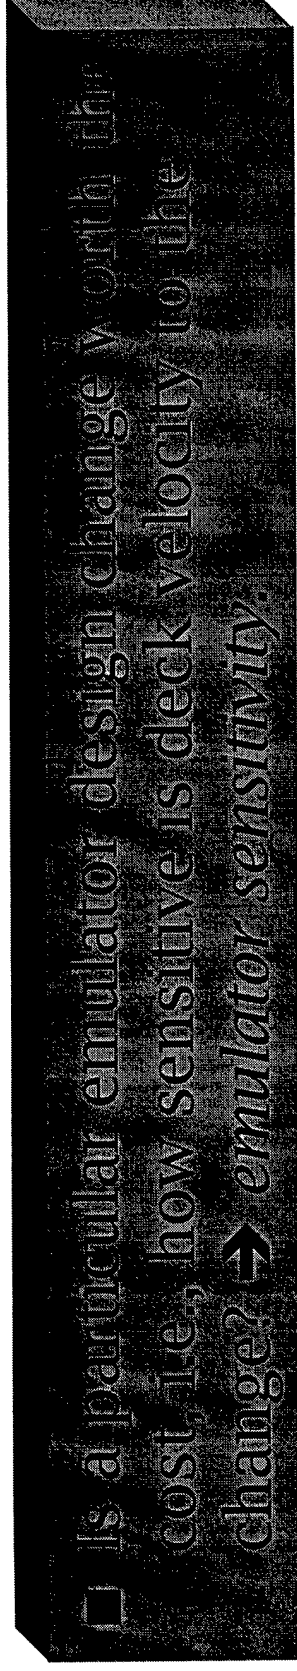 ■ Is a particular emulator design change worth the
cost, i.e., how sensitive is deck velocity to the
change? → emulator sensitivity.